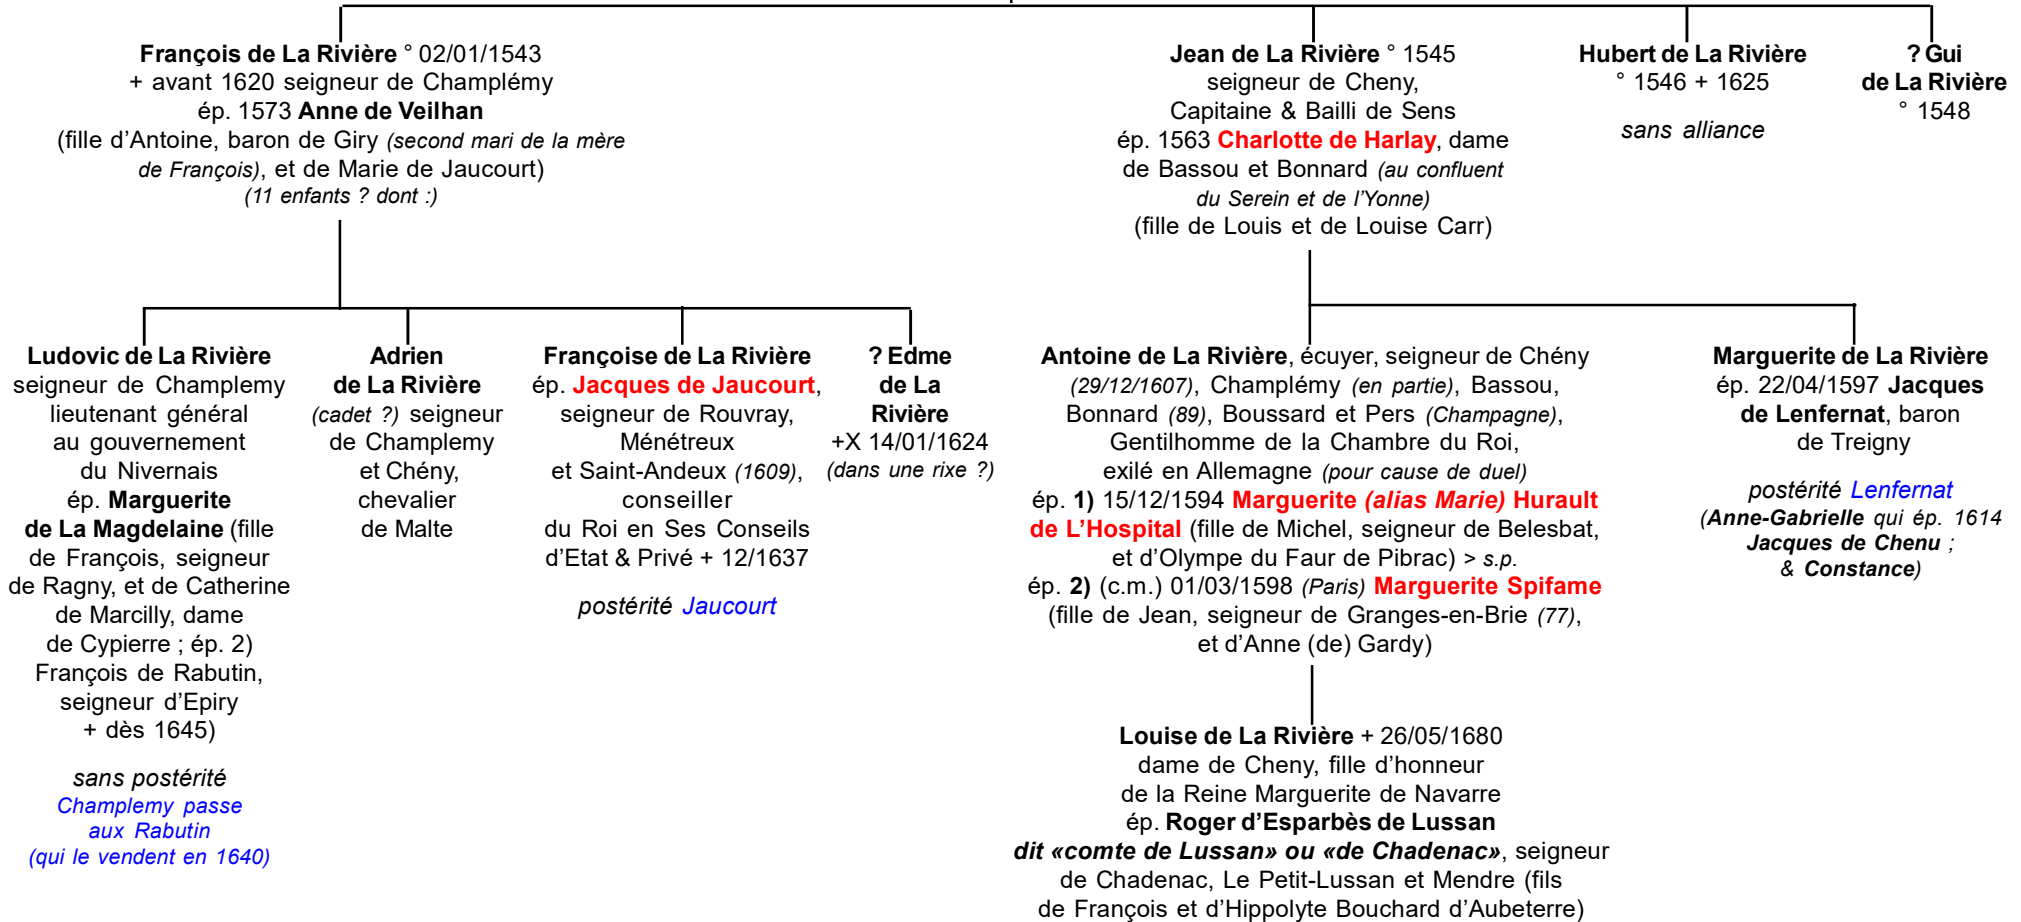 François de La Rivière ° 02/01/1543
+ avant 1620 seigneur de Champlémy
ép. 1573 Anne de Veilhan
(fille d'Antoine, baron de Giry (second mari de la mère
de François), et de Marie de Jaucourt)
(11 enfants ? dont :)
Jean de La Rivière ° 1545
seigneur de Cheny,
Capitaine & Bailli de Sens
ép. 1563 Charlotte de Harlay, dame
de Bassou et Bonnard (au confluent
du Serein et de l'Yonne)
(fille de Louis et de Louise Carr)
Hubert de La Rivière
° 1546 + 1625
sans alliance
? Gui
de La Rivière
° 1548
Ludovic de La Rivière
seigneur de Champlemy
lieutenant général
au gouvernement
du Nivernais
ép. Marguerite
de La Magdelaine (fille
de François, seigneur
de Ragny, et de Catherine
de Marcilly, dame
de Cypierre ; ép. 2)
François de Rabutin,
seigneur d'Epiry
+ dès 1645)
sans postérité
Champlemy passe
aux Rabutin
(qui le vendent en 1640)
Adrien
de La Rivière
(cadet ?) seigneur
de Champlemy
et Chény,
chevalier
de Malte
Françoise de La Rivière
ép. Jacques de Jaucourt,
seigneur de Rouvray,
Ménétreux
et Saint-Andeux (1609),
conseiller
du Roi en Ses Conseils
d'Etat & Privé + 12/1637
postérité Jaucourt
? Edme
de La
Rivière
+X 14/01/1624
(dans une rixe ?)
Antoine de La Rivière, écuyer, seigneur de Chény
(29/12/1607), Champlémy (en partie), Bassou,
Bonnard (89), Boussard et Pers (Champagne),
Gentilhomme de la Chambre du Roi,
exilé en Allemagne (pour cause de duel)
ép. 1) 15/12/1594 Marguerite (alias Marie) Hurault
de L'Hospital (fille de Michel, seigneur de Belesbat,
et d'Olympe du Faur de Pibrac) > s.p.
ép. 2) (c.m.) 01/03/1598 (Paris) Marguerite Spifame
(fille de Jean, seigneur de Granges-en-Brie (77),
et d'Anne (de) Gardy)
Marguerite de La Rivière
ép. 22/04/1597 Jacques
de Lenfernat, baron
de Treigny
postérité Lenfernat
(Anne-Gabrielle qui ép. 1614
Jacques de Chenu ;
& Constance)
Louise de La Rivière + 26/05/1680
dame de Cheny, fille d'honneur
de la Reine Marguerite de Navarre
ép. Roger d'Esparbès de Lussan
dit «comte de Lussan» ou «de Chadenac», seigneur
de Chadenac, Le Petit-Lussan et Mendre (fils
de François et d'Hippolyte Bouchard d'Aubeterre)